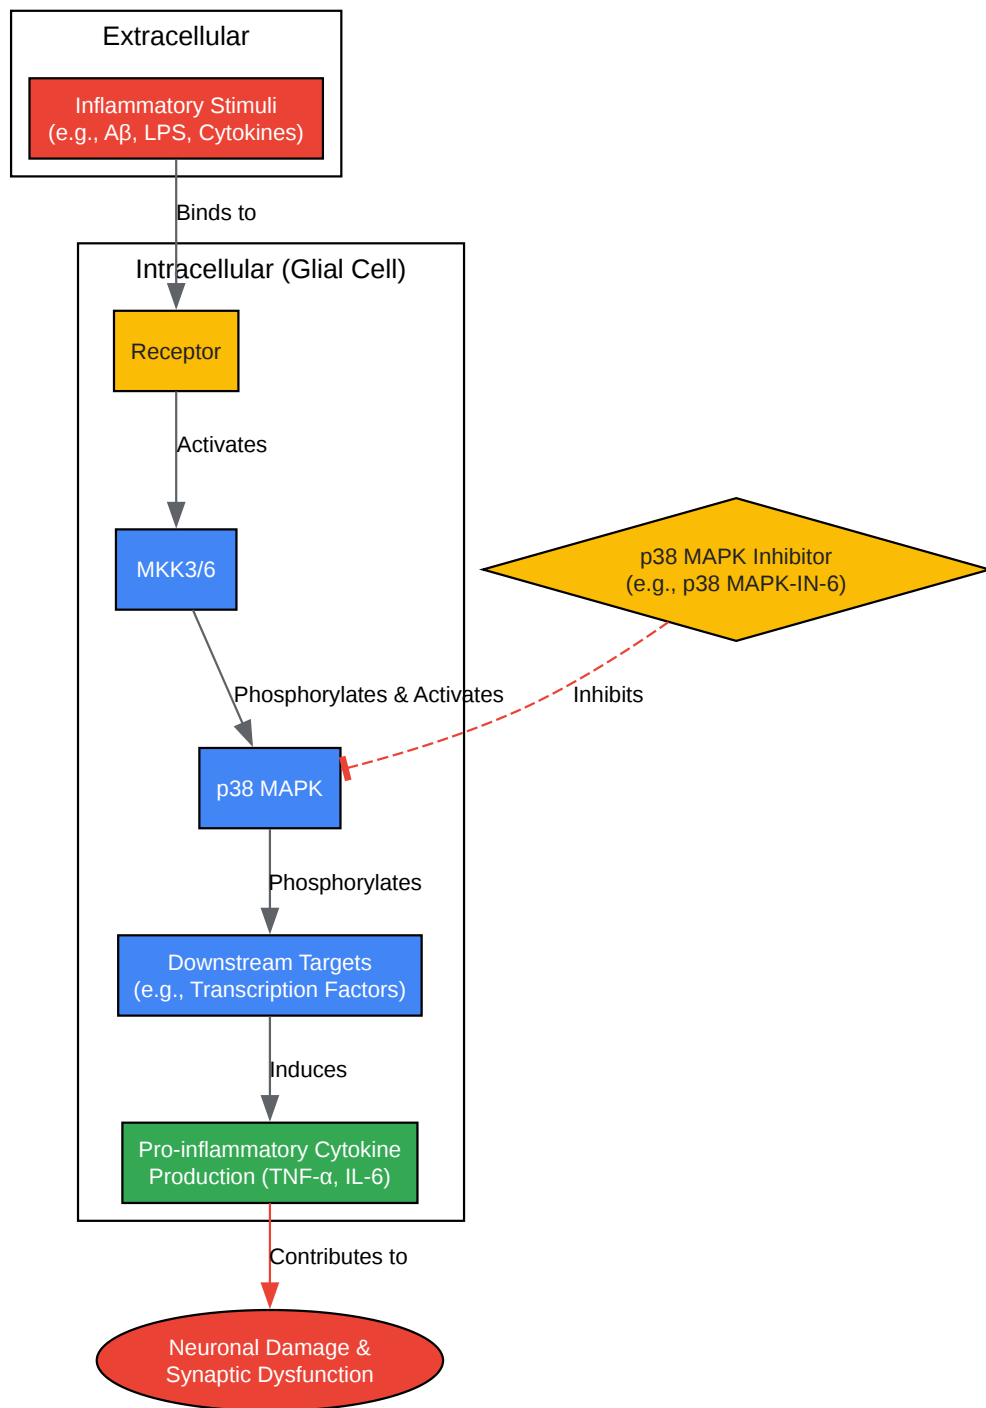 Extracellular
Inflammatory Stimuli
(e.g., Aβ, LPS, Cytokines)
Binds to
Intracellular (Glial Cell)
Receptor
Activates
MKK3/6
p38 MAPK Inhibitor
(e.g., p38 MAPK-IN-6)
Phosphorylates & Activates
Inhibits
p38 MAPK
Phosphorylates
Downstream Targets
(e.g., Transcription Factors)
Induces
Pro-inflammatory Cytokine
Production (TNF-α, IL-6)
Contributes to
Neuronal Damage &
Synaptic Dysfunction